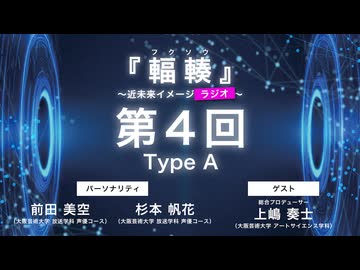 フクソウ
『輻輳』
～近未来イメージラジオ～
第４回
Type A
パーソナリティ
前田 美空
(大阪芸術大学 放送学科 声優コース)
杉本 帆花
(大阪芸術大学 放送学科 声優コース)
ゲスト
総合プロデューサー
上嶋 奏士
(大阪芸術大学 アートサイエンス学科)